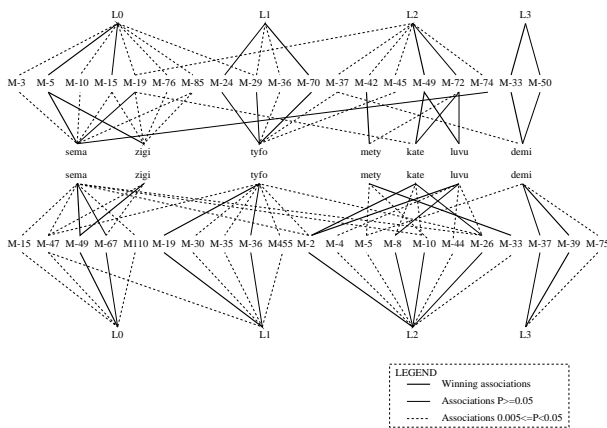 L0 L1 L2 L3
M-3 M-5 M-10 M-15 M-19 M-76 M-85 M-24 M-29 M-36 M-70 M-37 M-42 M-45 M-49 M-72 M-74 M-33 M-50
sema zigi tyfo mety kate luvu demi
sema zigi tyfo mety kate luvu demi
M-15 M-47 M-49 M-67 M110 M-19 M-30 M-35 M-36 M455 M-2 M-4 M-5 M-8 M-10 M-44 M-26 M-33 M-37 M-39 M-75
L0 L1 L2 L3
LEGEND
Winning associations
Associations P>=0.05
Associations 0.005<=P<0.05